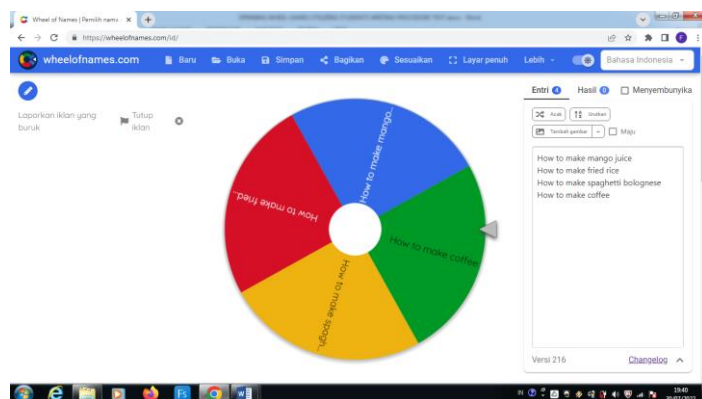 Wheel of Names | Pemilih nama
https://wheelofnames.com/id/
wheelofnames.com
Baru
Buka
Simpan
Bagikan
Sesuaikan
Layar penuh
Lebih
Bahasa Indonesia
Laporkan iklan yang buruk
Tutup iklan
Entri 4
Hasil 0
Menyembunyika
Acak
Urutkan
Tambah gambar
Maju
How to make mango juice
How to make fried rice
How to make spaghetti bolognese
How to make coffee
How to make mango...
How to make coffee
How to make spagh...
How to make fried...
Versi 216
Changelog
IN
19:40